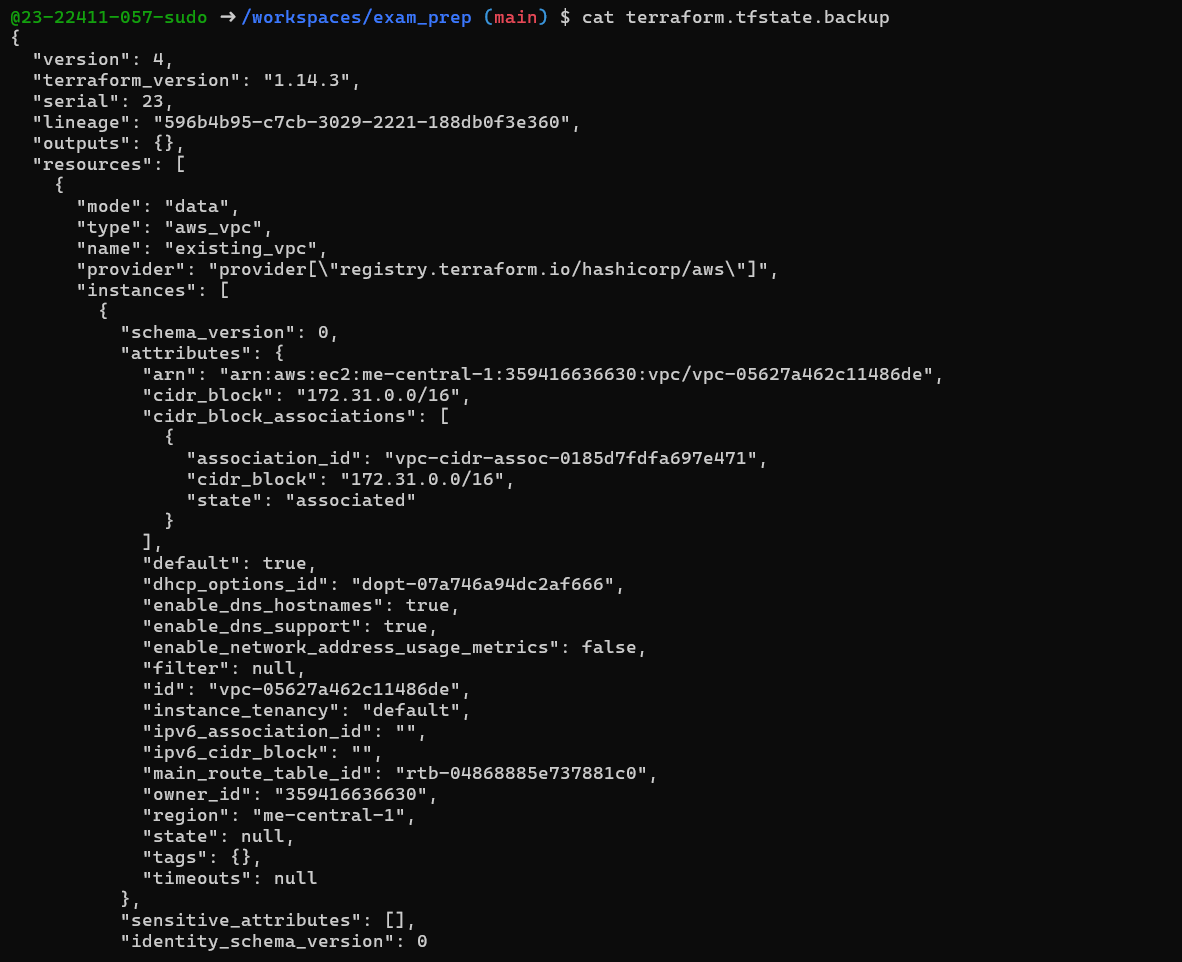 @23-22411-057-sudo ➜ /workspaces/exam_prep (main) $ cat terraform.tfstate.backup
{
  "version": 4,
  "terraform_version": "1.14.3",
  "serial": 23,
  "lineage": "596b4b95-c7cb-3029-2221-188db0f3e360",
  "outputs": {},
  "resources": [
    {
      "mode": "data",
      "type": "aws_vpc",
      "name": "existing_vpc",
      "provider": "provider[\"registry.terraform.io/hashicorp/aws\"]",
      "instances": [
        {
          "schema_version": 0,
          "attributes": {
            "arn": "arn:aws:ec2:me-central-1:359416636630:vpc/vpc-05627a462c11486de",
            "cidr_block": "172.31.0.0/16",
            "cidr_block_associations": [
              {
                "association_id": "vpc-cidr-assoc-0185d7fdfa697e471",
                "cidr_block": "172.31.0.0/16",
                "state": "associated"
              }
            ],
            "default": true,
            "dhcp_options_id": "dopt-07a746a94dc2af666",
            "enable_dns_hostnames": true,
            "enable_dns_support": true,
            "enable_network_address_usage_metrics": false,
            "filter": null,
            "id": "vpc-05627a462c11486de",
            "instance_tenancy": "default",
            "ipv6_association_id": "",
            "ipv6_cidr_block": "",
            "main_route_table_id": "rtb-04868885e737881c0",
            "owner_id": "359416636630",
            "region": "me-central-1",
            "state": null,
            "tags": {},
            "timeouts": null
          },
          "sensitive_attributes": [],
          "identity_schema_version": 0